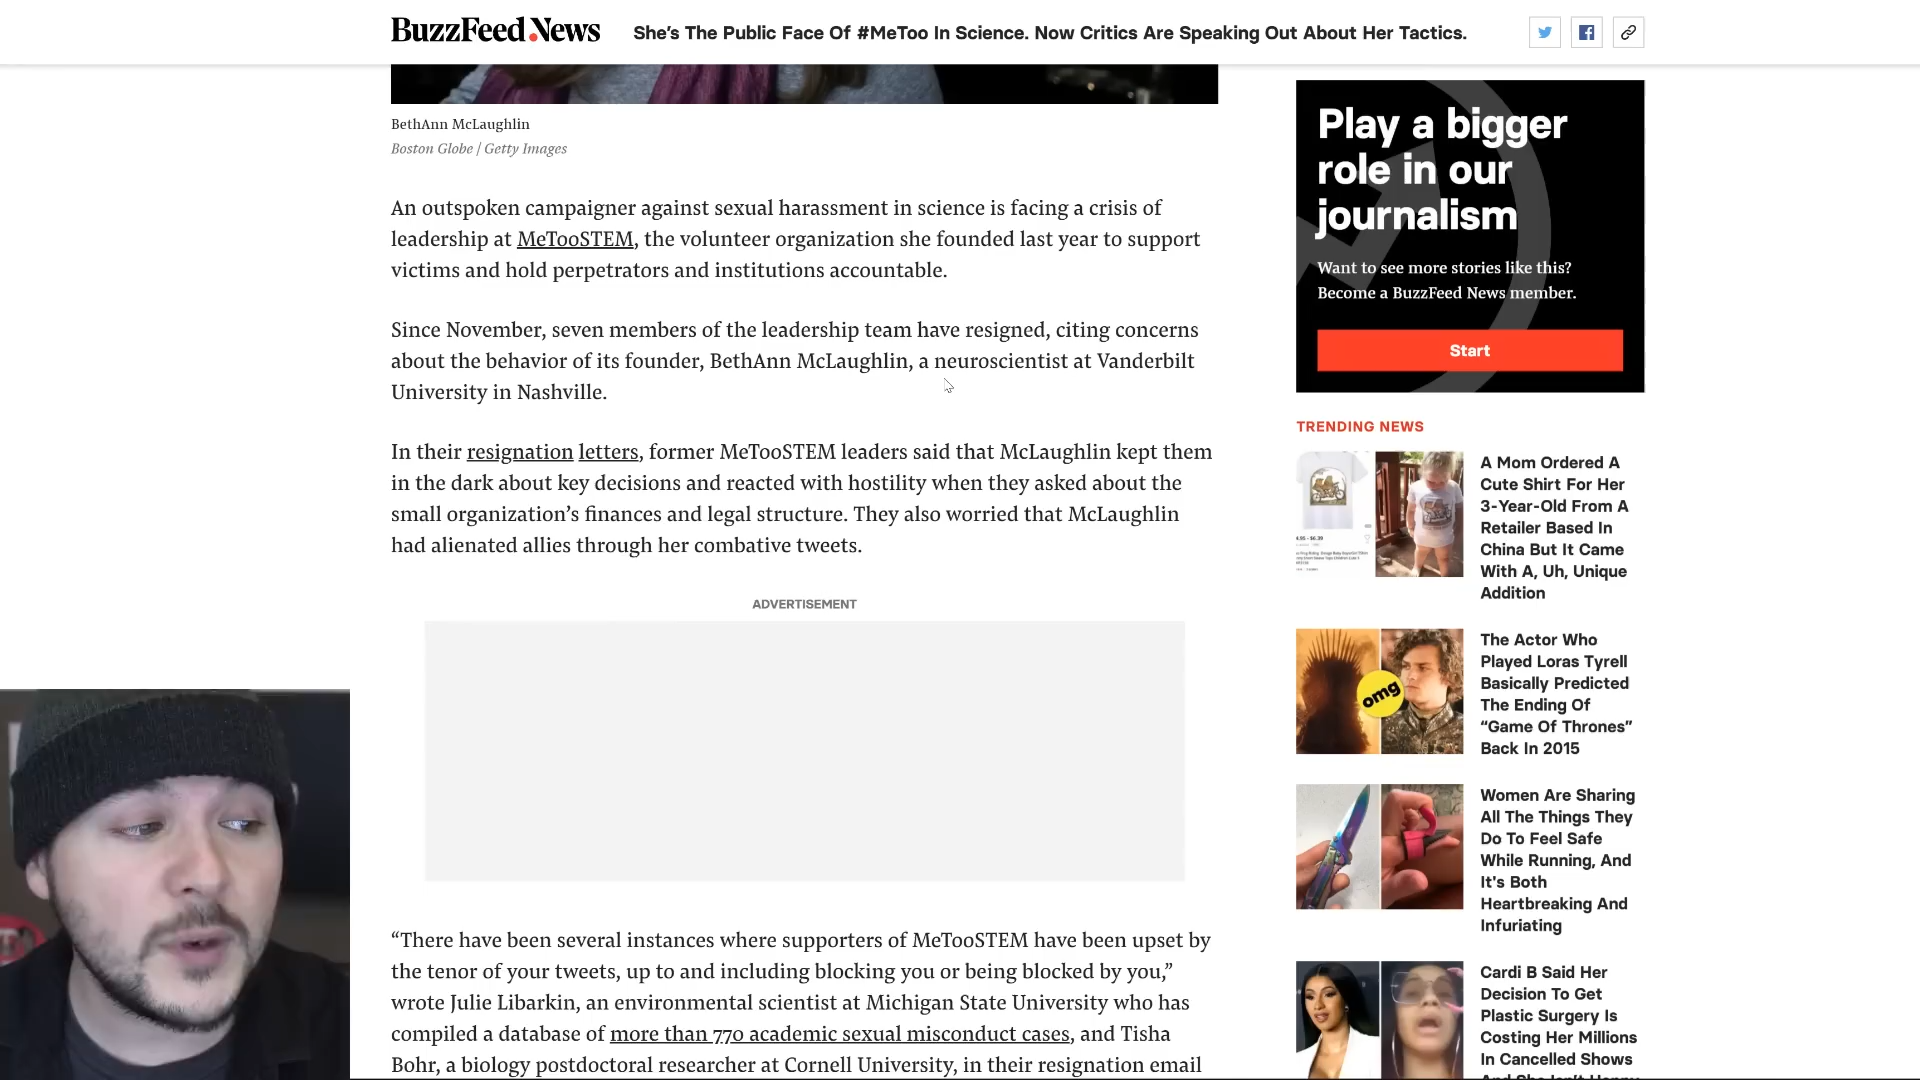 BuzzFeed News
She's The Public Face Of #MeToo In Science. Now Critics Are Speaking Out About Her Tactics.
BethAnn McLaughlin
Boston Globe / Getty Images
An outspoken campaigner against sexual harassment in science is facing a crisis of
leadership at MeTooSTEM, the volunteer organization she founded last year to support
victims and hold perpetrators and institutions accountable.
Since November, seven members of the leadership team have resigned, citing concerns
about the behavior of its founder, BethAnn McLaughlin, a neuroscientist at Vanderbilt
University in Nashville.
In their resignation letters, former MeTooSTEM leaders said that McLaughlin kept them
in the dark about key decisions and reacted with hostility when they asked about the
small organization’s finances and legal structure. They also worried that McLaughlin
had alienated allies through her combative tweets.
ADVERTISEMENT
“There have been several instances where supporters of MeTooSTEM have been upset by
the tenor of your tweets, up to and including blocking you or being blocked by you,”
wrote Julie Libarkin, an environmental scientist at Michigan State University who has
compiled a database of more than 770 academic sexual misconduct cases, and Tisha
Bohr, a biology postdoctoral researcher at Cornell University, in their resignation email
Play a bigger
role in our
journalism
Want to see more stories like this?
Become a BuzzFeed News member.
Start
TRENDING NEWS
A Mom Ordered A
Cute Shirt For Her
3-Year-Old From A
Retailer Based In
China But It Came
With A, Uh, Unique
Addition
omg
The Actor Who
Played Loras Tyrell
Basically Predicted
The Ending Of
“Game Of Thrones”
Back In 2015
Women Are Sharing
All The Things They
Do To Feel Safe
While Running, And
It's Both
Heartbreaking And
Infuriating
Cardi B Said Her
Decision To Get
Plastic Surgery Is
Costing Her Millions
In Cancelled Shows
And She Isn't Happy